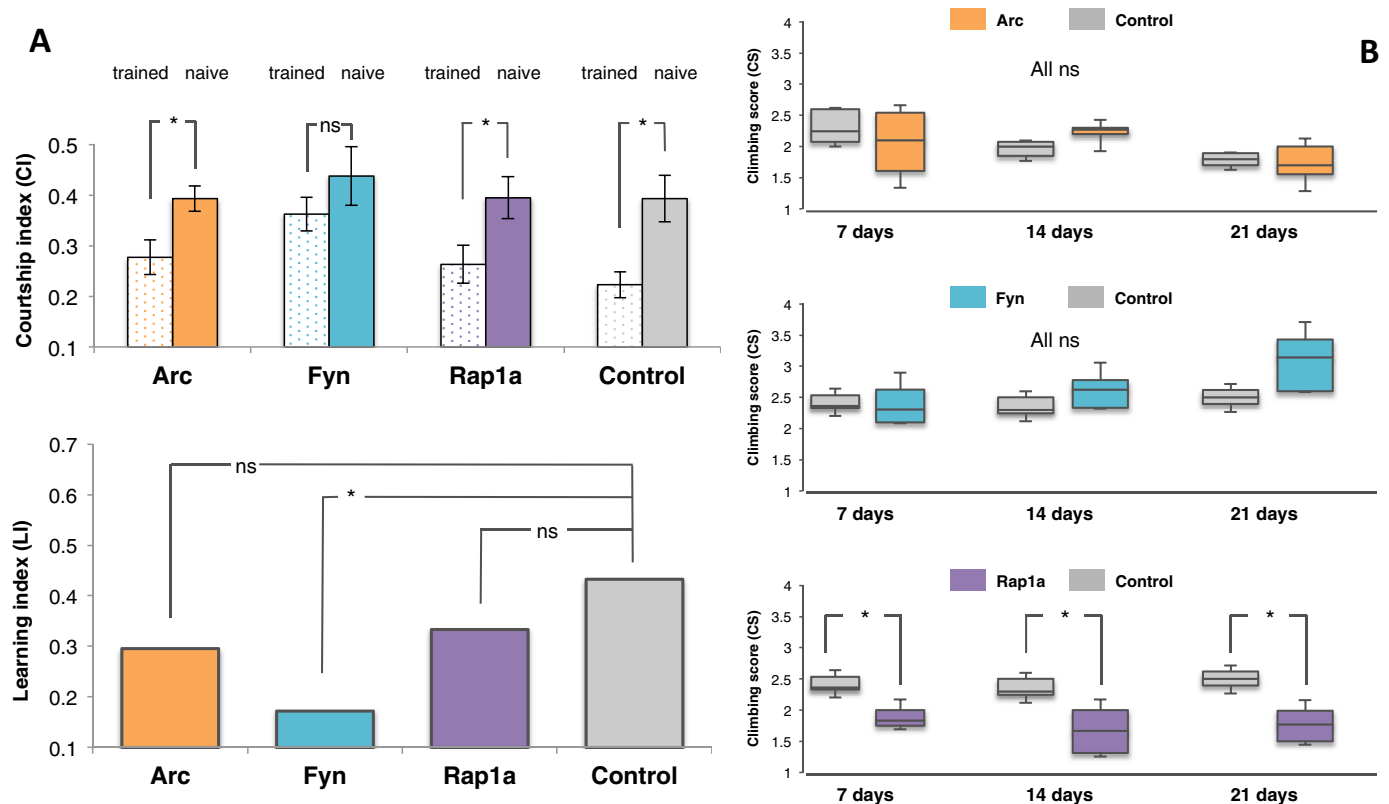 A
trained naive trained naive trained naive trained naive
* ns * *
Courtship index (CI)
0.5
0.4
0.3
0.2
0.1
Arc Fyn Rap1a Control
Learning index (LI)
0.7
0.6
0.5
0.4
0.3
0.2
0.1
ns
*
ns
Arc Fyn Rap1a Control
B
Arc Control
All ns
Climbing score (CS)
4
3.5
3
2.5
2
1.5
1
7 days 14 days 21 days
Fyn Control
All ns
Climbing score (CS)
4
3.5
3
2.5
2
1.5
1
7 days 14 days 21 days
Rap1a Control
* * *
Climbing score (CS)
4
3.5
3
2.5
2
1.5
1
7 days 14 days 21 days